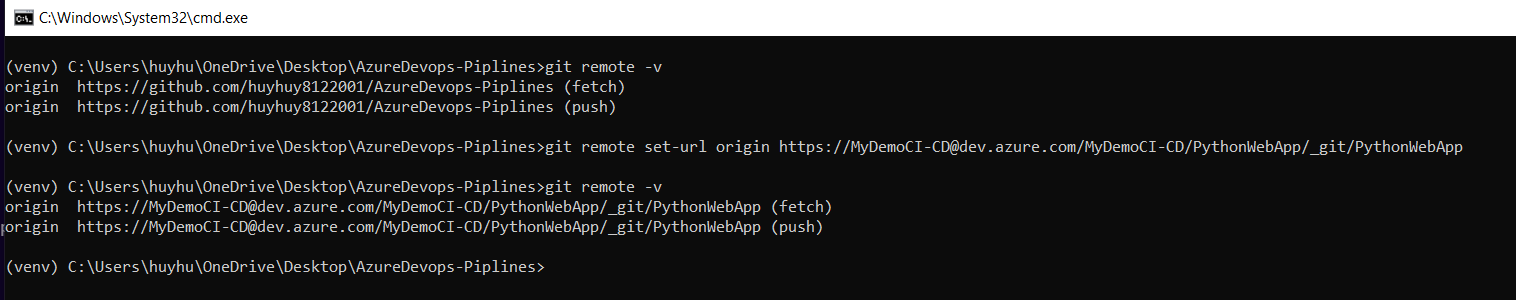 C:\Windows\System32\cmd.exe
(venv) C:\Users\huyhu\OneDrive\Desktop\AzureDevops-Piplines>git remote -v
origin  https://github.com/huyhuy8122001/AzureDevops-Piplines (fetch)
origin  https://github.com/huyhuy8122001/AzureDevops-Piplines (push)
(venv) C:\Users\huyhu\OneDrive\Desktop\AzureDevops-Piplines>git remote set-url origin https://MyDemoCI-CD@dev.azure.com/MyDemoCI-CD/PythonWebApp/_git/PythonWebApp
(venv) C:\Users\huyhu\OneDrive\Desktop\AzureDevops-Piplines>git remote -v
origin  https://MyDemoCI-CD@dev.azure.com/MyDemoCI-CD/PythonWebApp/_git/PythonWebApp (fetch)
origin  https://MyDemoCI-CD@dev.azure.com/MyDemoCI-CD/PythonWebApp/_git/PythonWebApp (push)
(venv) C:\Users\huyhu\OneDrive\Desktop\AzureDevops-Piplines>